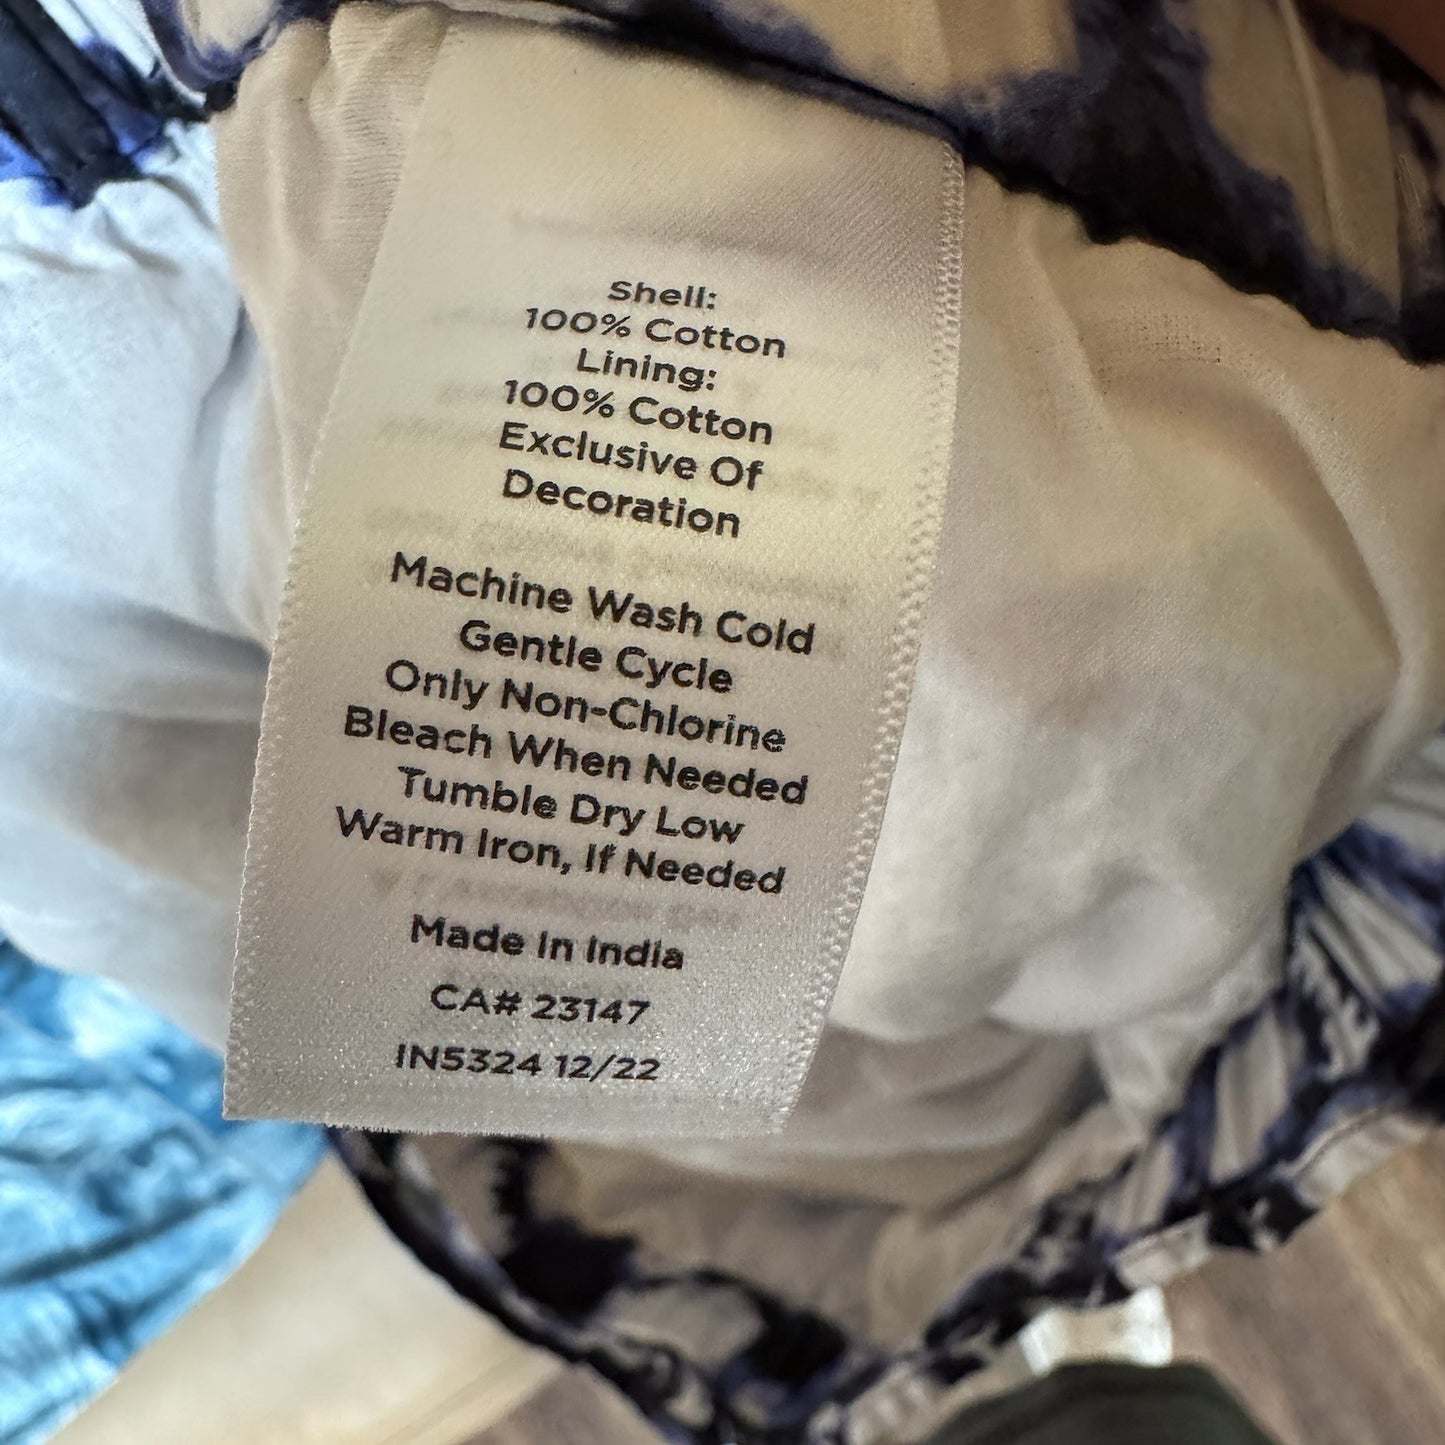 Shell:
100% Cotton
Lining:
100% Cotton
Exclusive Of
Decoration
Machine Wash Cold
Gentle Cycle
Only Non-Chlorine
Bleach When Needed
Tumble Dry Low
Warm Iron, If Needed
Made In India
CA# 23147
IN5324 12/22